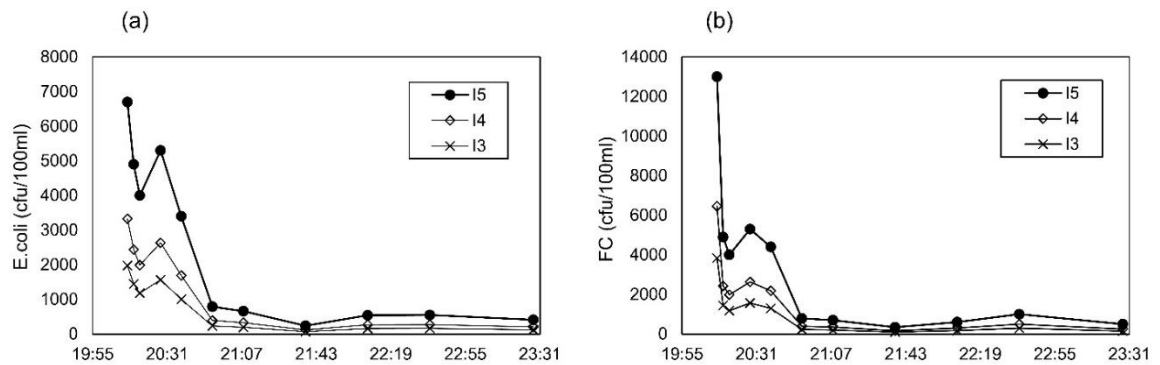 (a)
8000
7000
6000
5000
4000
3000
2000
1000
0
E.coli (cfu/100ml)
I5
I4
I3
19:55 20:31 21:07 21:43 22:19 22:55 23:31
(b)
14000
12000
10000
8000
6000
4000
2000
0
FC (cfu/100ml)
I5
I4
I3
19:55 20:31 21:07 21:43 22:19 22:55 23:31